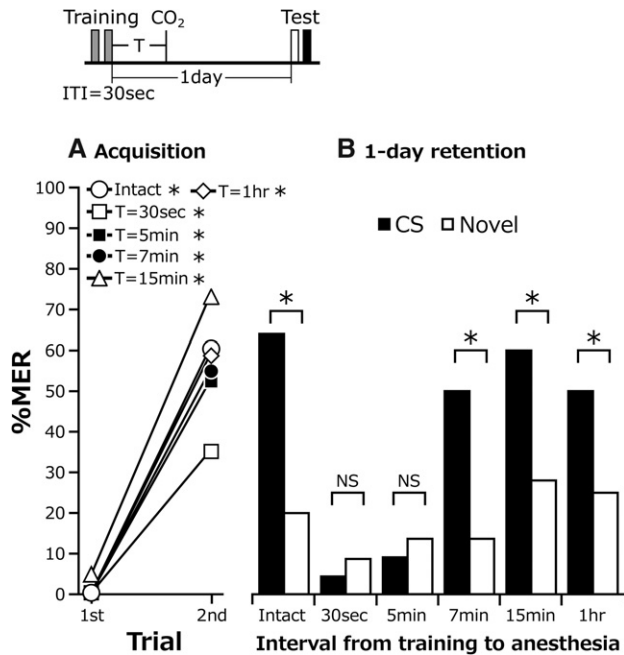 Training CO₂ Test
T
1day
ITI=30sec
A Acquisition
B 1-day retention
Intact * T=1hr *
T=30sec *
T=5min *
T=7min *
T=15min *
CS Novel
100
90
80
70
60
50
40
30
20
10
0
%MER
* NS NS * * *
1st 2nd
Trial
Intact 30sec 5min 7min 15min 1hr
Interval from training to anesthesia